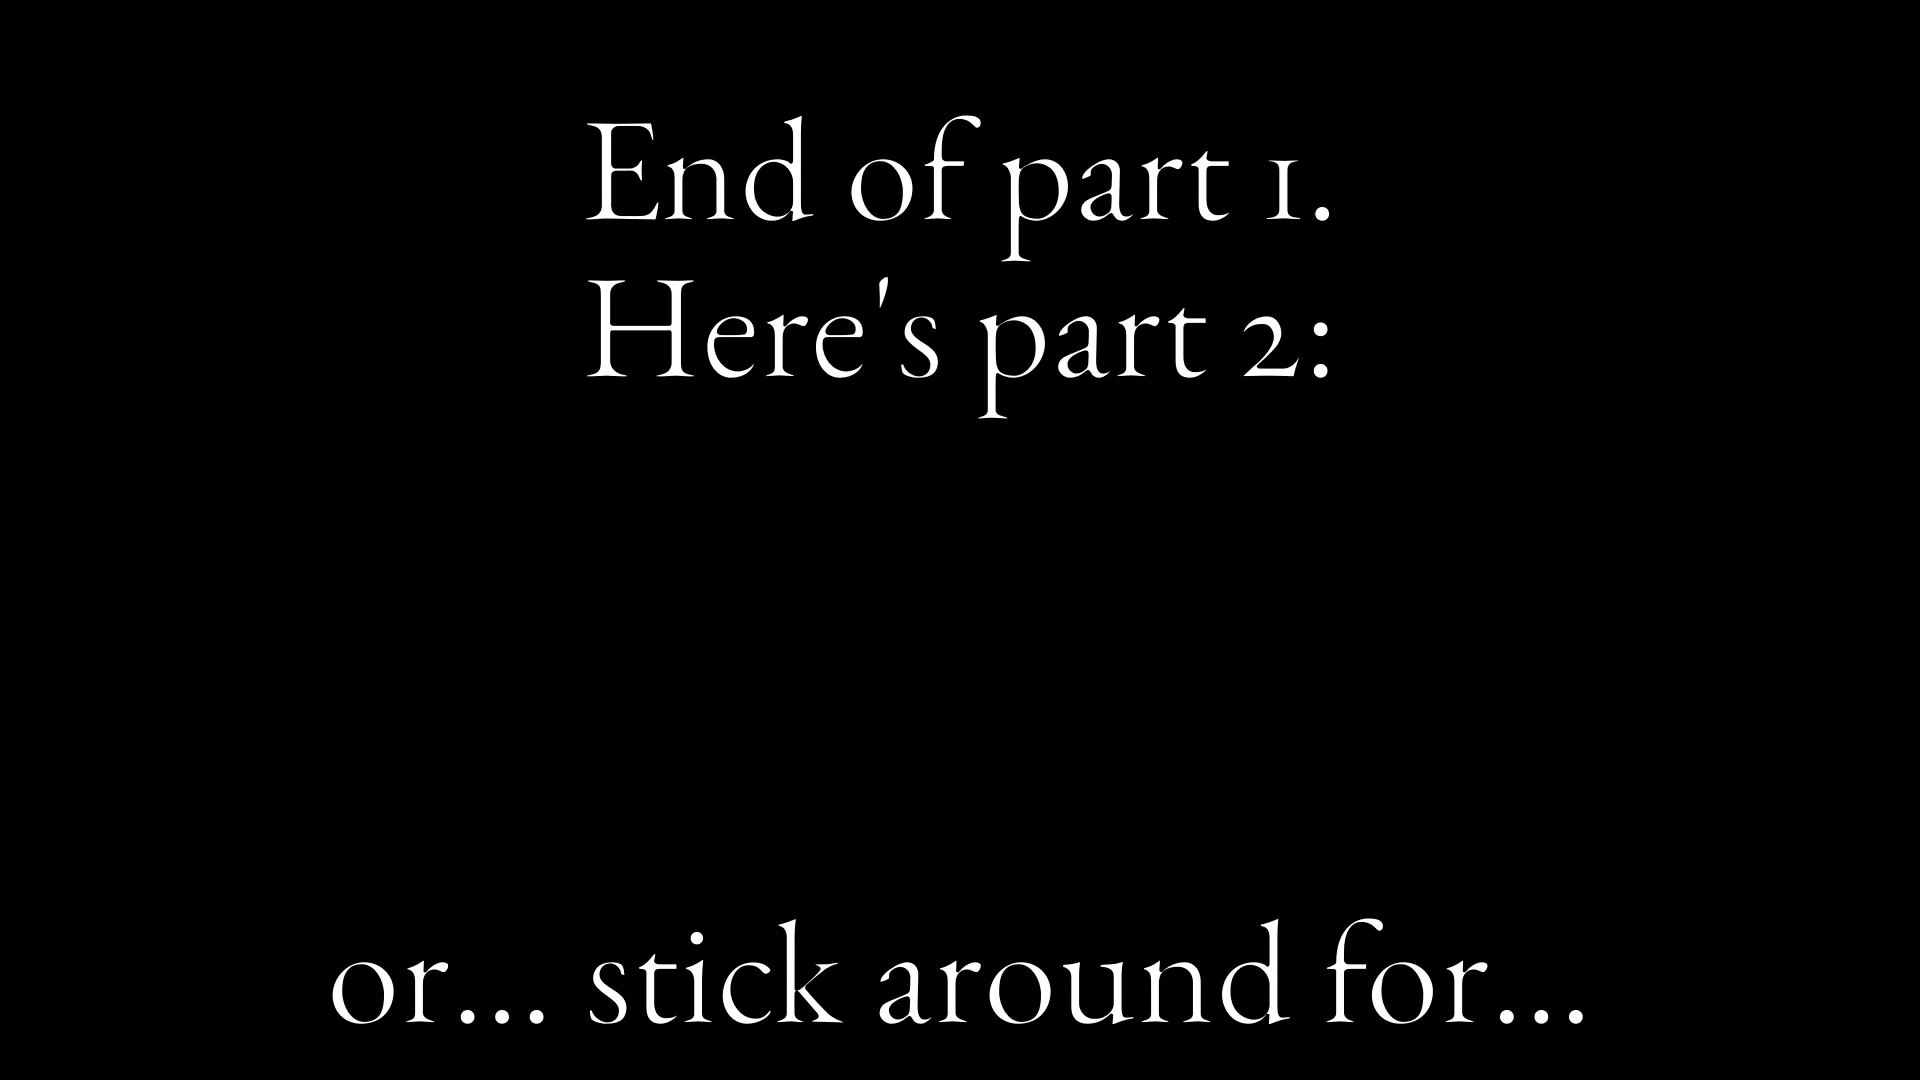 End of part 1.
Here's part 2:
or... stick around for...